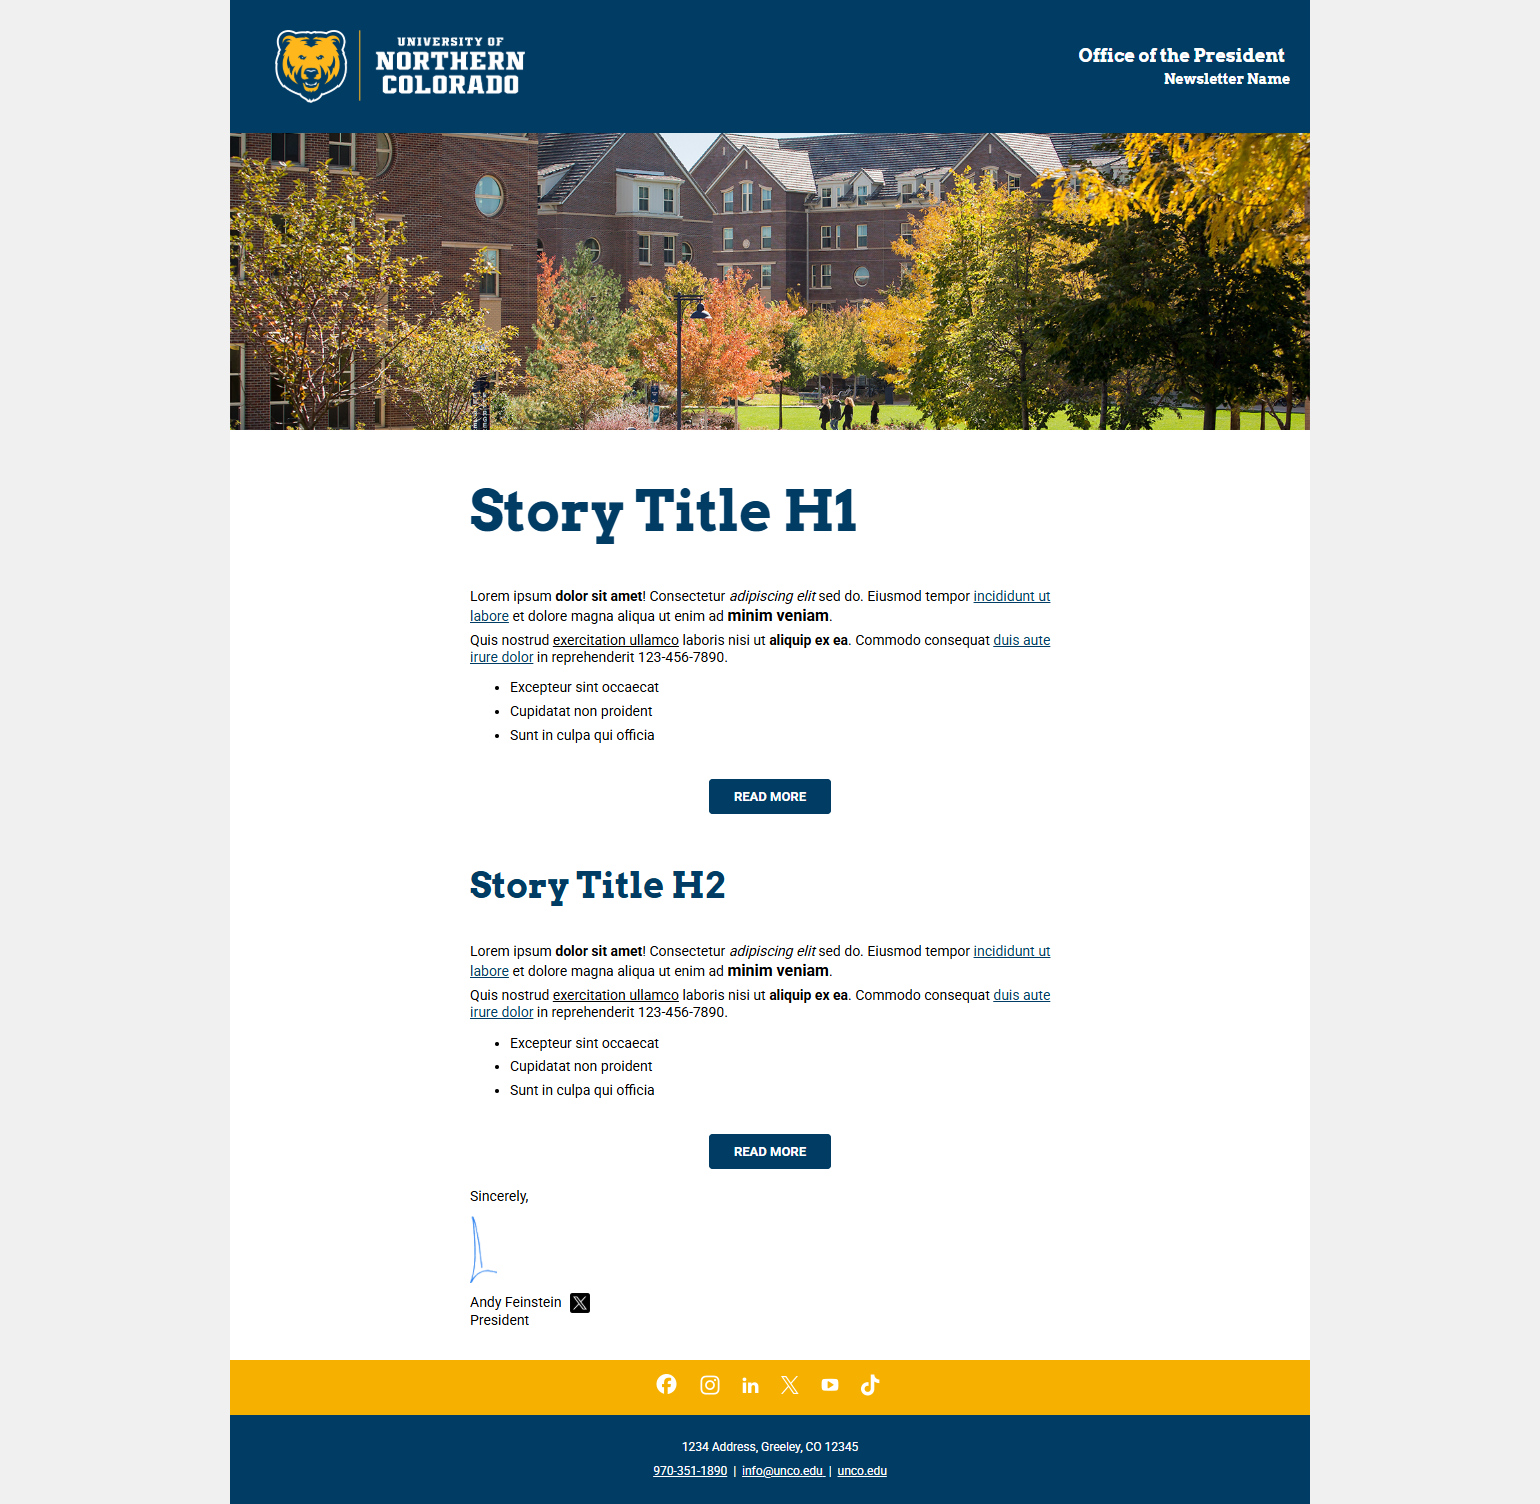 UNIVERSITY OF
NORTHERN
COLORADO
Office of the President
Newsletter Name
Story Title H1
Lorem ipsum dolor sit amet! Consectetur adipiscing elit sed do. Eiusmod tempor incididunt ut
labore et dolore magna aliqua ut enim ad minim veniam.
Quis nostrud exercitation ullamco laboris nisi ut aliquip ex ea. Commodo consequat duis aute
irure dolor in reprehenderit 123-456-7890.
• Excepteur sint occaecat
• Cupidatat non proident
• Sunt in culpa qui officia
READ MORE
Story Title H2
Lorem ipsum dolor sit amet! Consectetur adipiscing elit sed do. Eiusmod tempor incididunt ut
labore et dolore magna aliqua ut enim ad minim veniam.
Quis nostrud exercitation ullamco laboris nisi ut aliquip ex ea. Commodo consequat duis aute
irure dolor in reprehenderit 123-456-7890.
• Excepteur sint occaecat
• Cupidatat non proident
• Sunt in culpa qui officia
READ MORE
Sincerely,
Andy Feinstein
President
1234 Address, Greeley, CO 12345
970-351-1890 | info@unco.edu | unco.edu